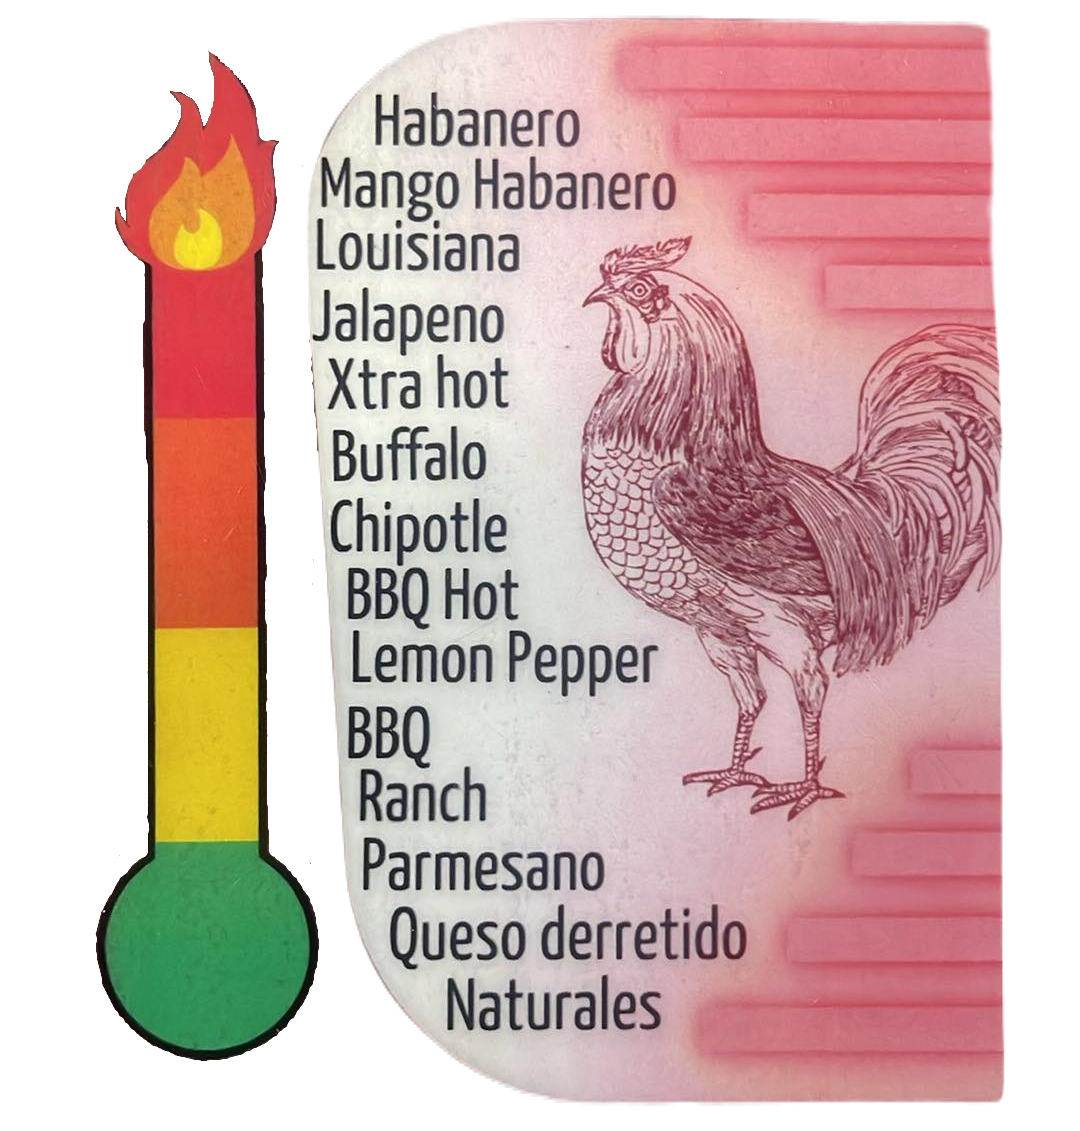 Habanero
Mango Habanero
Louisiana
Jalapeno
Xtra hot
Buffalo
Chipotle
BBQ Hot
Lemon Pepper
BBQ
Ranch
Parmesano
Queso derretido
Naturales